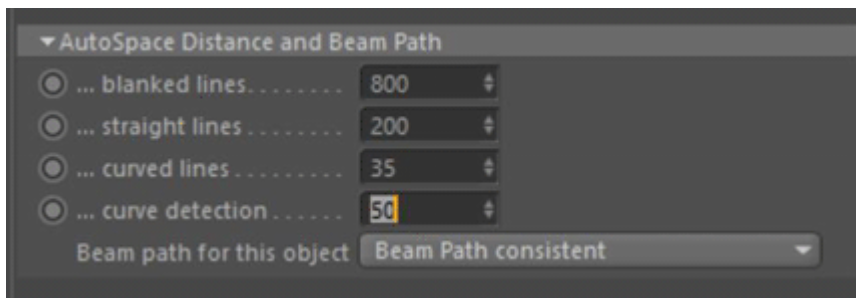 AutoSpace Distance and Beam Path
... blanked lines........ 800
... straight lines........ 200
... curved lines......... 35
... curve detection...... 50
Beam path for this object Beam Path consistent